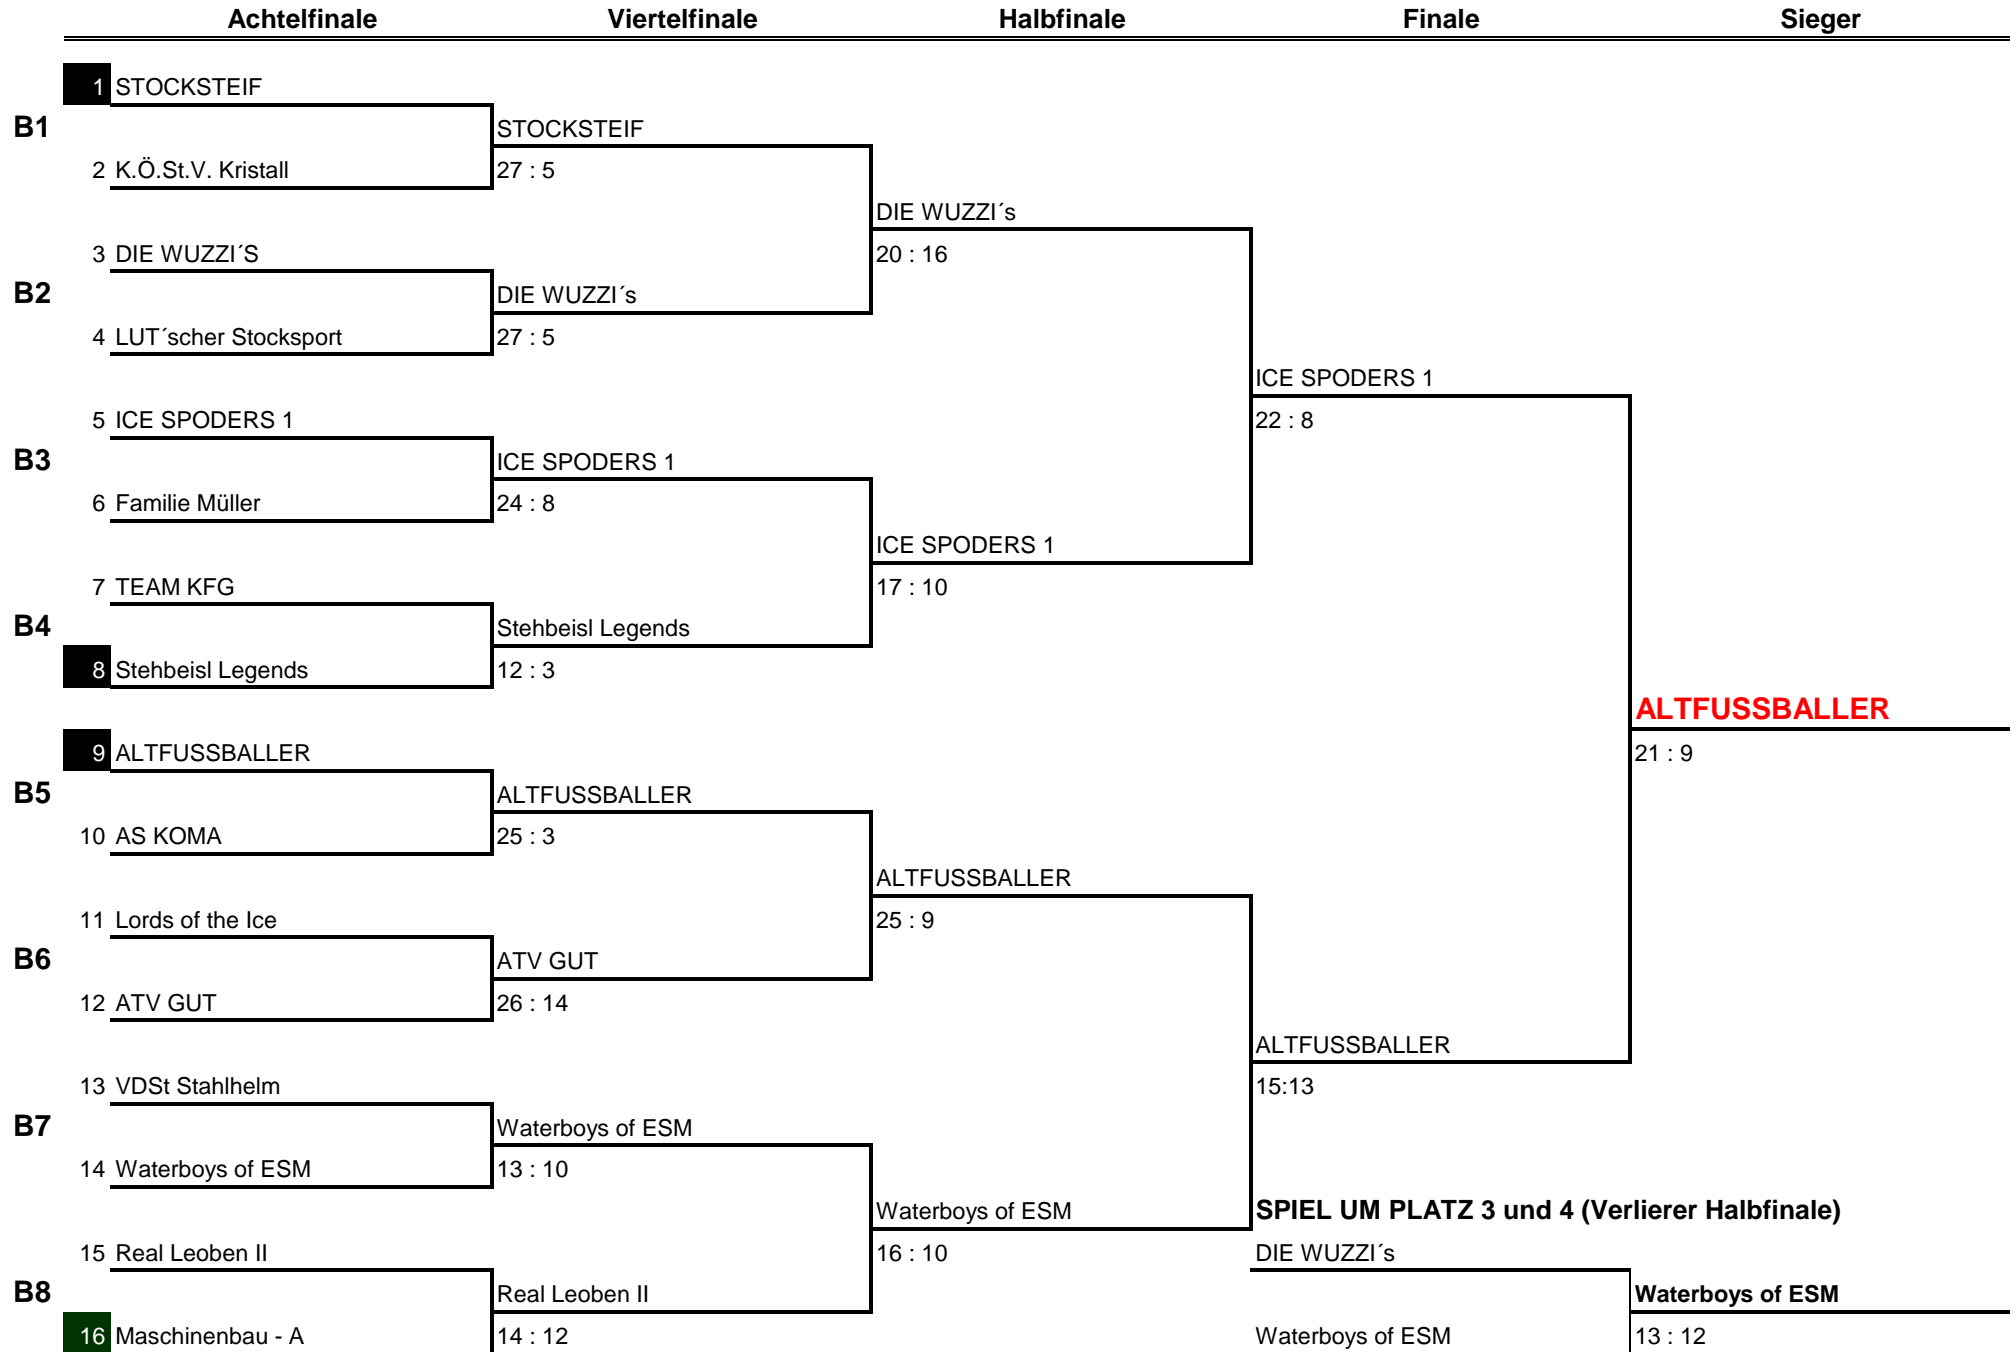 Achtelfinale Viertelfinale Halbfinale Finale Sieger
1 STOCKSTEIF
B1 STOCKSTEIF
2 K.Ö.St.V. Kristall 27 : 5
DIE WUZZI´s
3 DIE WUZZI´S 20 : 16
B2 DIE WUZZI´s
4 LUT´scher Stocksport 27 : 5
ICE SPODERS 1
5 ICE SPODERS 1 22 : 8
B3 ICE SPODERS 1
6 Familie Müller 24 : 8
ICE SPODERS 1
7 TEAM KFG 17 : 10
B4 Stehbeisl Legends
8 Stehbeisl Legends 12 : 3
ALTFUSSBALLER
9 ALTFUSSBALLER 21 : 9
B5 ALTFUSSBALLER
10 AS KOMA 25 : 3
ALTFUSSBALLER
11 Lords of the Ice 25 : 9
B6 ATV GUT
12 ATV GUT 26 : 14
ALTFUSSBALLER
13 VDSt Stahlhelm 15:13
B7 Waterboys of ESM
14 Waterboys of ESM 13 : 10
Waterboys of ESM SPIEL UM PLATZ 3 und 4 (Verlierer Halbfinale)
15 Real Leoben II 16 : 10 DIE WUZZI´s
B8 Real Leoben II Waterboys of ESM
16 Maschinenbau - A 14 : 12 Waterboys of ESM 13 : 12